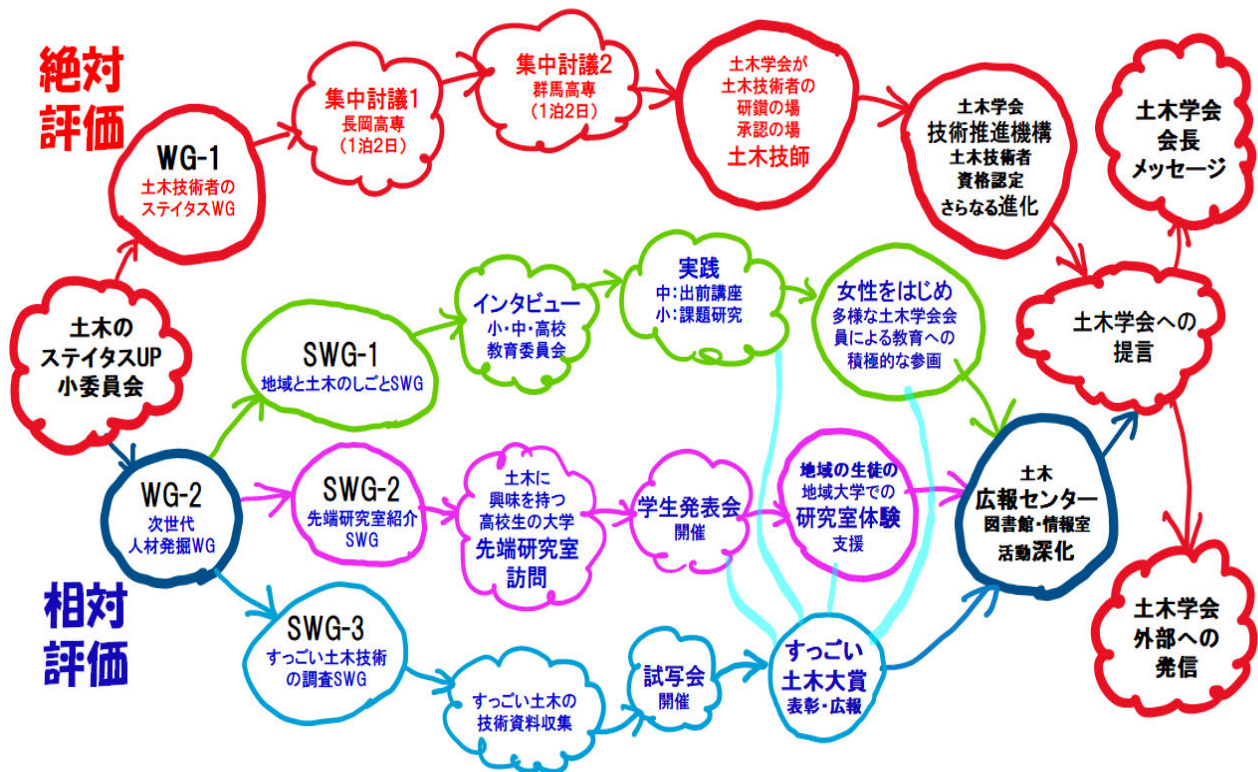 絶対
評価
WG-1
土木技術者の
ステイタスWG
集中討議1
長岡高専
(1泊2日)
集中討議2
群馬高専
(1泊2日)
土木学会が
土木技術者の
研鑽の場
承認の場
土木技師
土木学会
技術推進機構
土木技術者
資格認定
さらなる進化
土木学会
会長
メッセージ
土木の
ステイタスUP
小委員会
SWG-1
地域と土木のしごとSWG
インタビュー
小・中・高校
教育委員会
実践
中:出前講座
小:課題研究
女性をはじめ
多様な土木学会会
員による教育への
積極的な参画
土木学会への
提言
WG-2
次世代
人材発掘WG
SWG-2
先端研究室紹介
SWG
土木に
興味を持つ
高校生の大学
先端研究室
訪問
学生発表会
開催
地域の生徒の
地域大学での
研究室体験
支援
土木
広報センター
図書館・情報室
活動深化
相対
評価
SWG-3
すっごい土木技術
の調査SWG
すっごい土木の
技術資料収集
試写会
開催
すっごい
土木大賞
表彰・広報
土木学会
外部への
発信